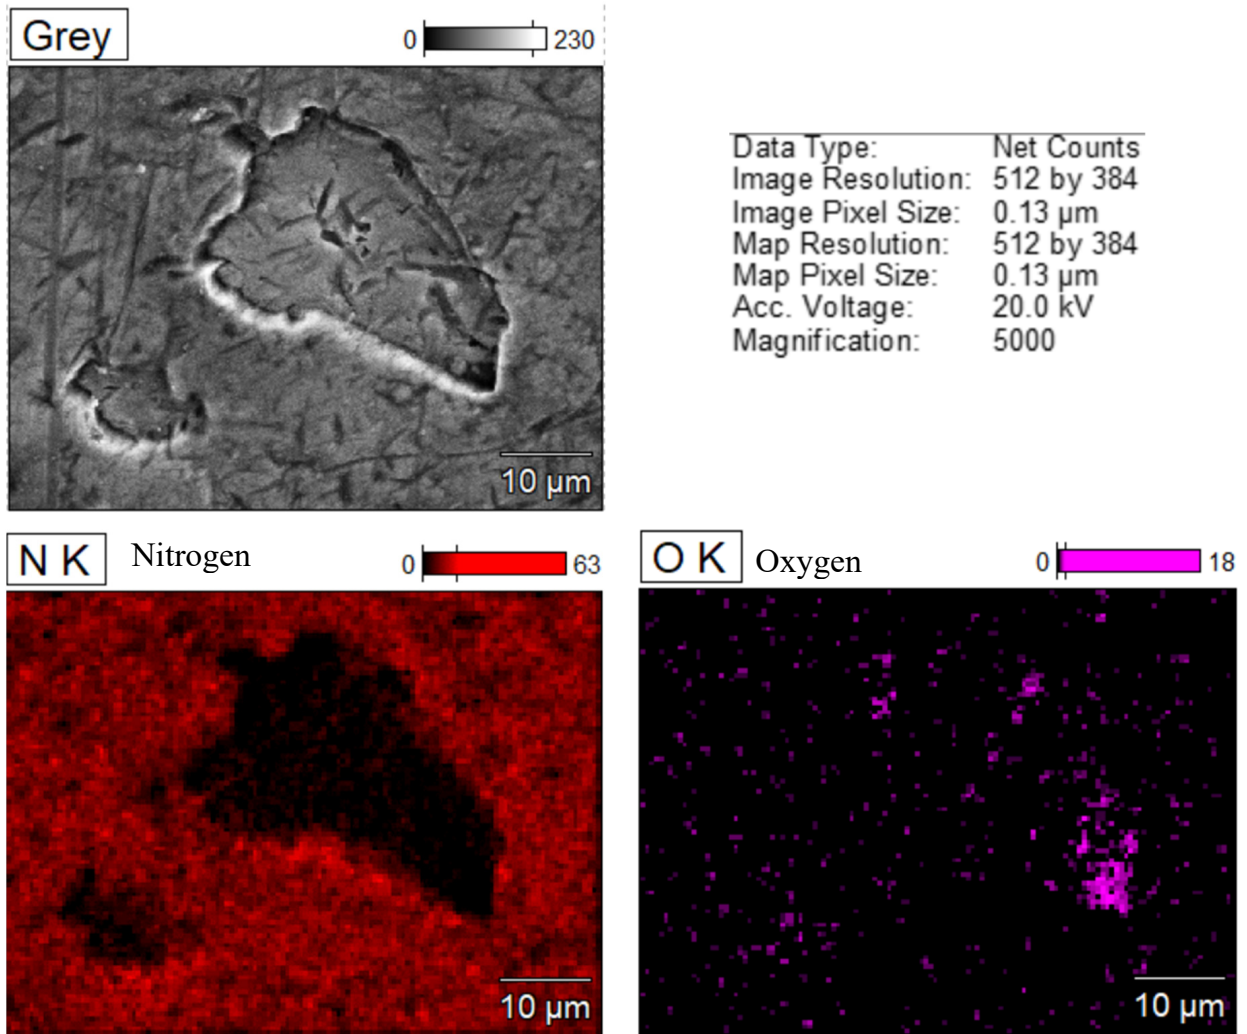 Grey
0 230
10 µm
Data Type: Net Counts
Image Resolution: 512 by 384
Image Pixel Size: 0.13 µm
Map Resolution: 512 by 384
Map Pixel Size: 0.13 µm
Acc. Voltage: 20.0 kV
Magnification: 5000
N K Nitrogen
0 63
10 µm
O K Oxygen
0 18
10 µm